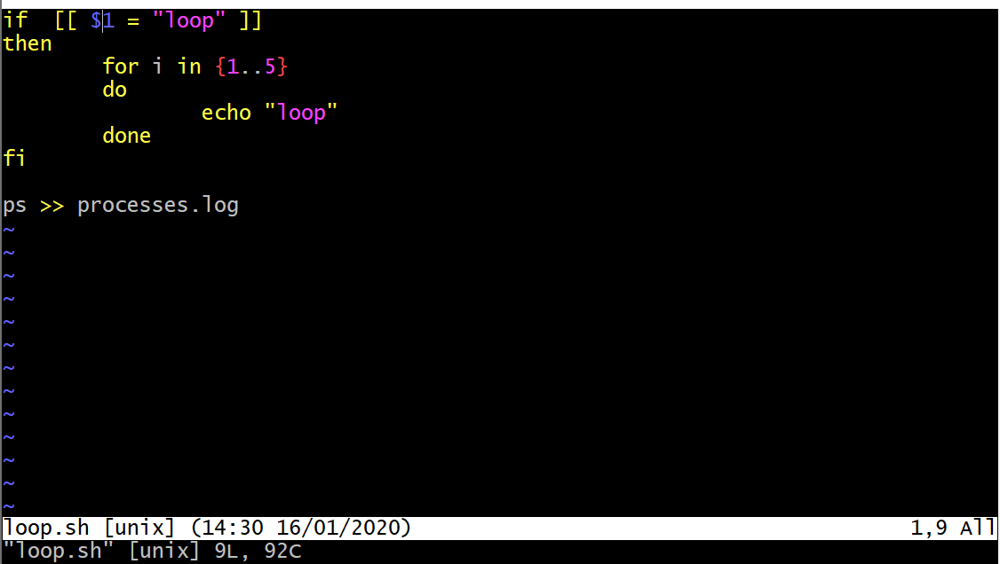 if  [[ $1 = "loop" ]]
then
        for i in {1..5}
        do
                echo "loop"
        done
fi

ps >> processes.log
~
~
~
~
~
~
~
~
~
~
~
~
~
loop.sh [unix] (14:30 16/01/2020) 1,9 All
"loop.sh" [unix] 9L, 92C